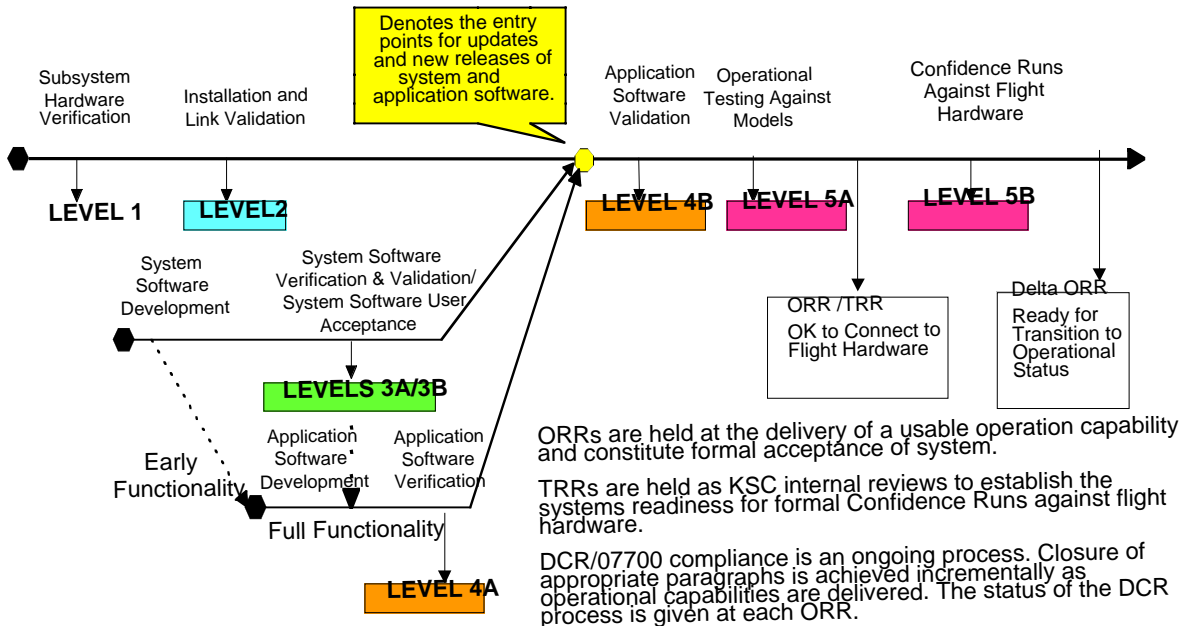 Denotes the entry
points for updates
and new releases of
system and
application software.
Subsystem
Hardware
Verification
Installation and
Link Validation
Application
Software
Validation
Operational
Testing Against
Models
Confidence Runs
Against Flight
Hardware
LEVEL 1
LEVEL2
LEVEL 4B
LEVEL 5A
LEVEL 5B
System
Software
Development
System Software
Verification & Validation/
System Software User
Acceptance
ORR /TRR
OK to Connect to
Flight Hardware
Delta ORR
Ready for
Transition to
Operational
Status
LEVELS 3A/3B
Early
Functionality
Application
Software
Development
Application
Software
Verification
Full Functionality
LEVEL 4A
ORRs are held at the delivery of a usable operation capability
and constitute formal acceptance of system.
TRRs are held as KSC internal reviews to establish the
systems readiness for formal Confidence Runs against flight
hardware.
DCR/07700 compliance is an ongoing process. Closure of
appropriate paragraphs is achieved incrementally as
operational capabilities are delivered. The status of the DCR
process is given at each ORR.